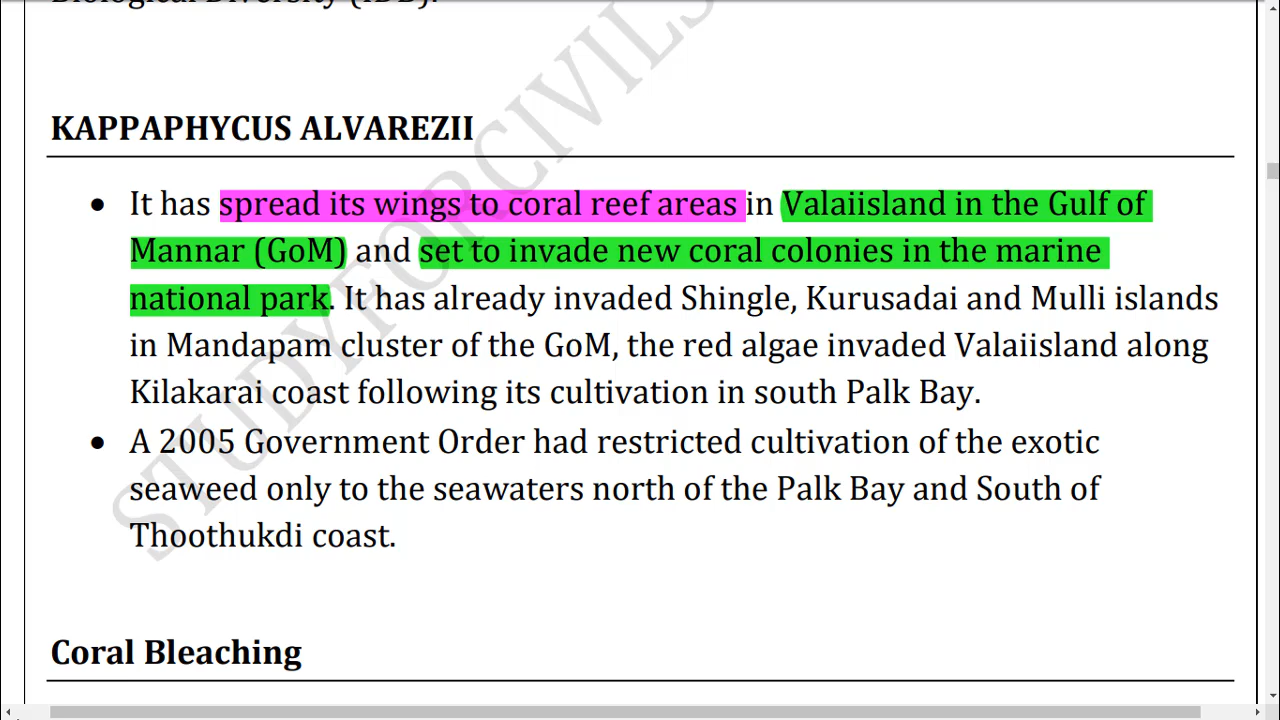 Biological Diversity (IDB).
KAPPAPHYCUS ALVAREZII
• It has spread its wings to coral reef areas in Valaiisland in the Gulf of
Mannar (GoM) and set to invade new coral colonies in the marine
national park. It has already invaded Shingle, Kurusadai and Mulli islands
in Mandapam cluster of the GoM, the red algae invaded Valaiisland along
Kilakarai coast following its cultivation in south Palk Bay.
• A 2005 Government Order had restricted cultivation of the exotic
seaweed only to the seawaters north of the Palk Bay and South of
Thoothukdi coast.
Coral Bleaching
STUDYFORCIVILS